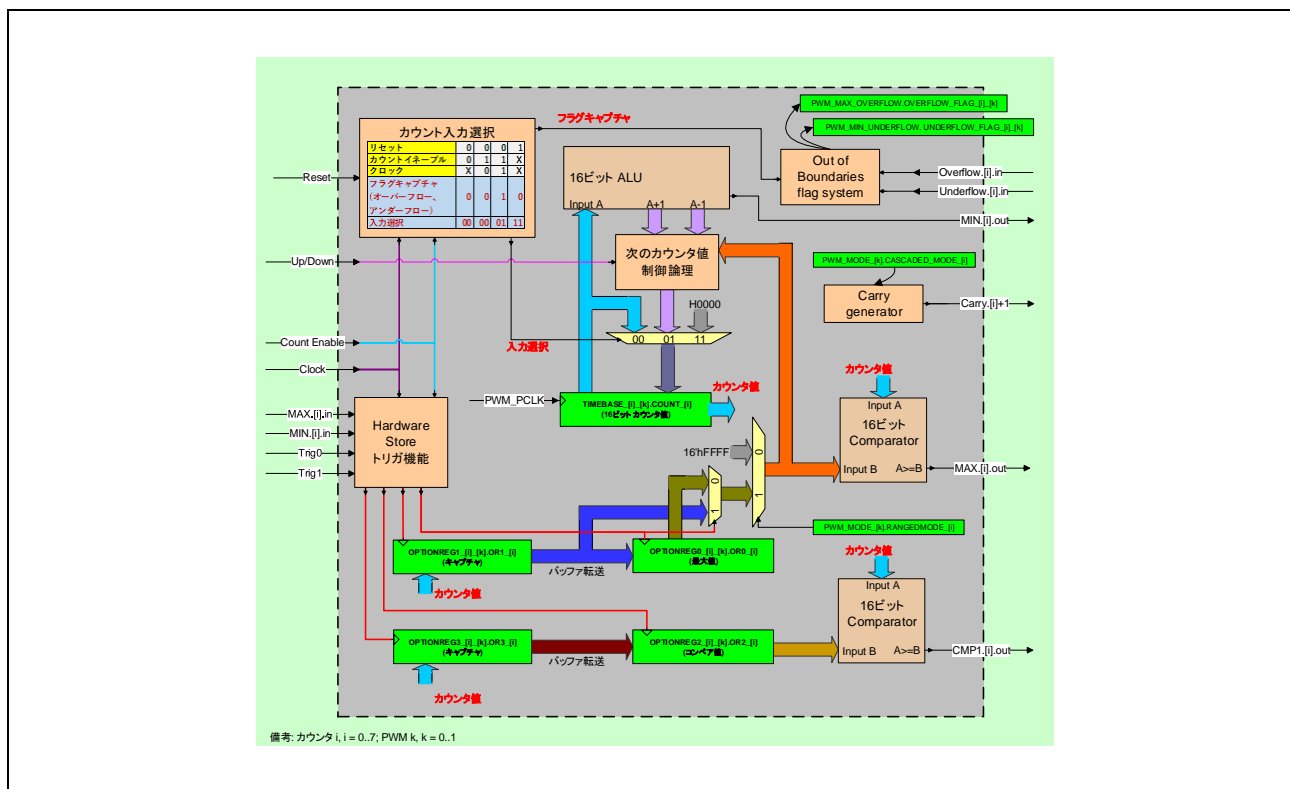 PWM_MAX_OVERFLOW.OVERFLOW_FLAG_[i]_[k]
フラグキャプチャ
PWM_MIN_UNDERFLOW. UNDERFLOW_FLAG_[i]_[k]
カウント入力選択
リセット 0 0 0 1
カウントイネーブル 0 1 1 X
クロック X 0 1 X
フラグキャプチャ
(オーバーフロー、
アンダーフロー)
0 0 1 0
入力選択 00 00 01 11
Reset
16ビット ALU
Input A A+1 A-1
Out of
Boundaries
flag system
Overflow.[i].in
Underflow.[i].in
MIN.[i].out
Up/Down
次のカウンタ値
制御論理
PWM_MODE_[k].CASCADED_MODE_[i]
Carry
generator
Carry.[i]+1
H0000
00 01 11
入力選択
Count Enable
Clock
カウンタ値
カウンタ値
PWM_PCLK
TIMEBASE_[i]_[k].COUNT_[i]
(16ビット カウンタ値)
MAX.[i].in
MIN.[i].in
Trig0
Trig1
Hardware
Store
トリガ機能
Input A
16ビット
Comparator
Input B A>=B
MAX.[i].out
16'hFFFF
0
1
0
1
PWM_MODE_[k].RANGEDMODE_[i]
OPTIONREG1_[i]_[k].OR1_[i]
(キャプチャ)
バッファ転送
OPTIONREG0_[i]_[k].OR0_[i]
(最大値)
カウンタ値
カウンタ値
Input A
16ビット
Comparator
Input B A>=B
CMP1.[i].out
OPTIONREG3_[i]_[k].OR3_[i]
(キャプチャ)
バッファ転送
OPTIONREG2_[i]_[k].OR2_[i]
(コンペア値)
カウンタ値
備考: カウンタ i, i = 0..7; PWM k, k = 0..1